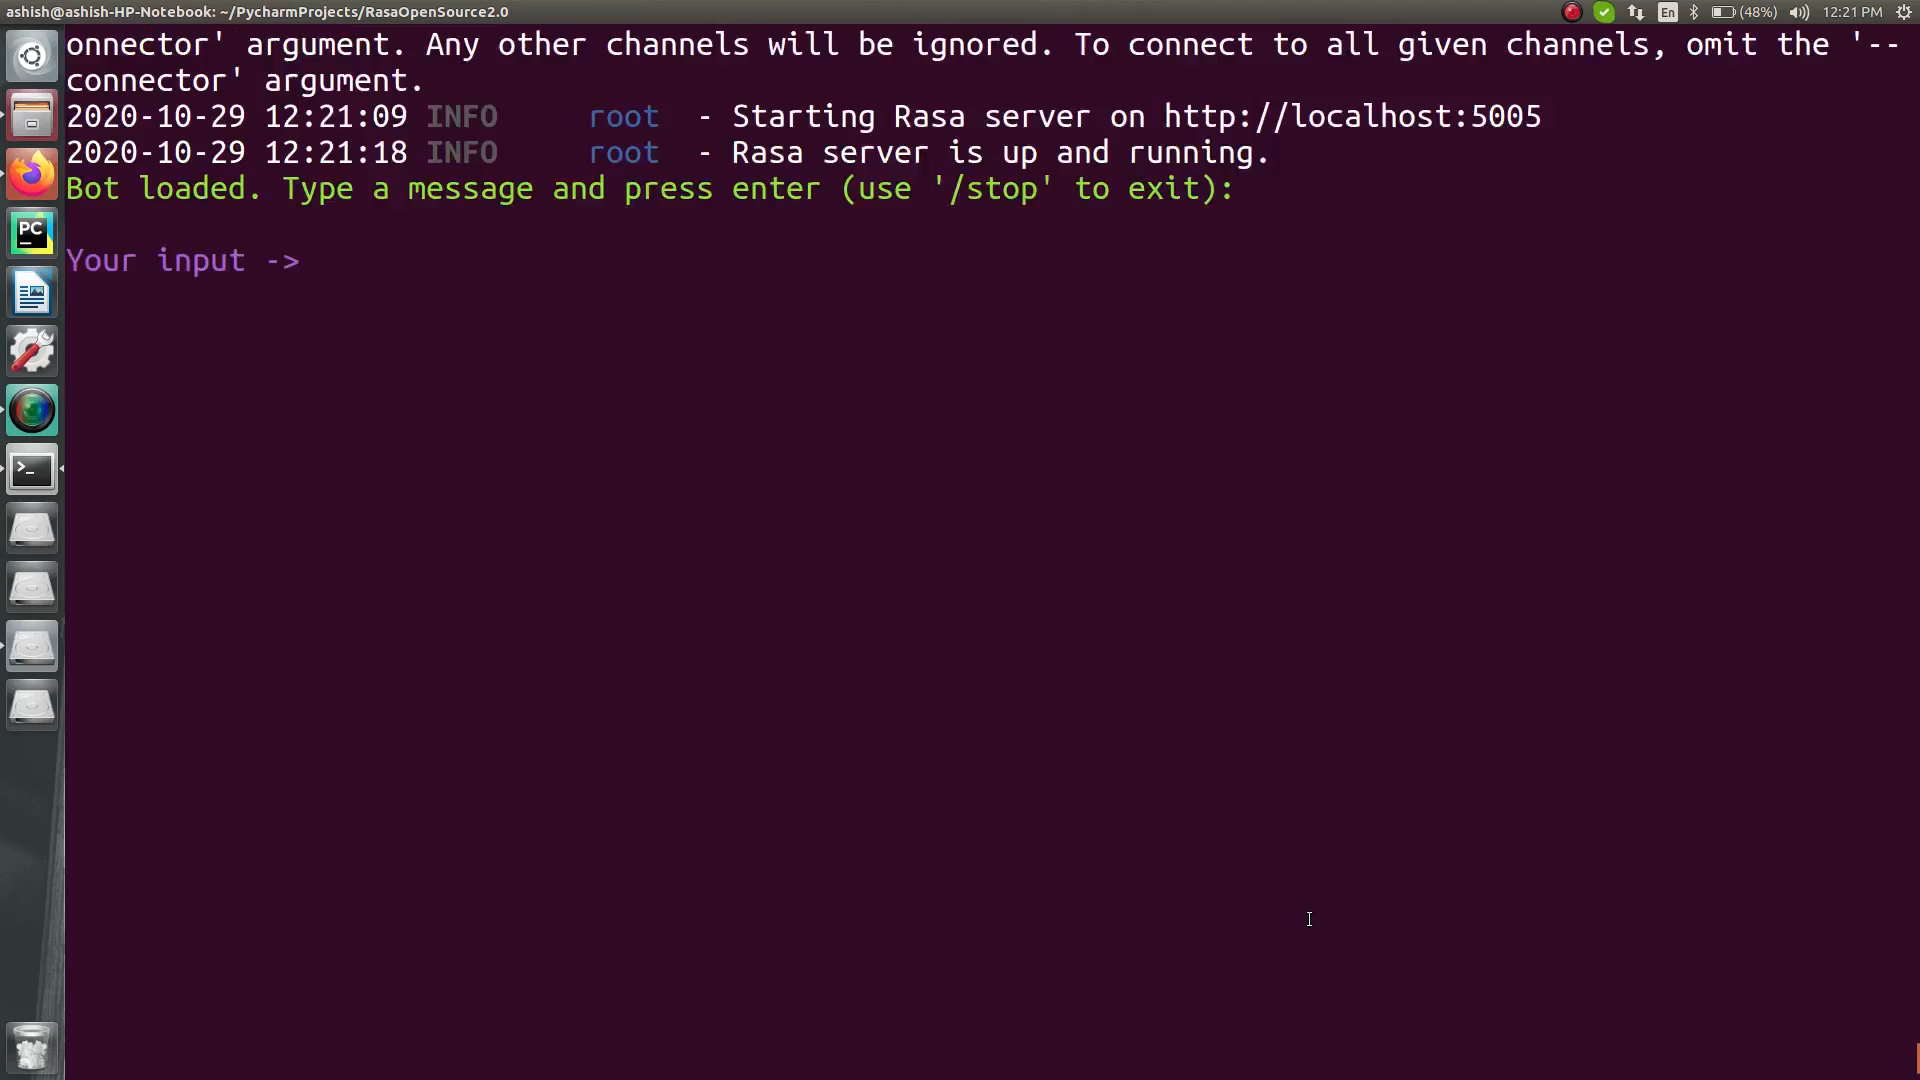 ashish@ashish-HP-Notebook: ~/PycharmProjects/RasaOpenSource2.0
En (48%) 12:21 PM
onnector' argument. Any other channels will be ignored. To connect to all given channels, omit the '--
connector' argument.
2020-10-29 12:21:09 INFO root - Starting Rasa server on http://localhost:5005
2020-10-29 12:21:18 INFO root - Rasa server is up and running.
Bot loaded. Type a message and press enter (use '/stop' to exit):
Your input ->
PC